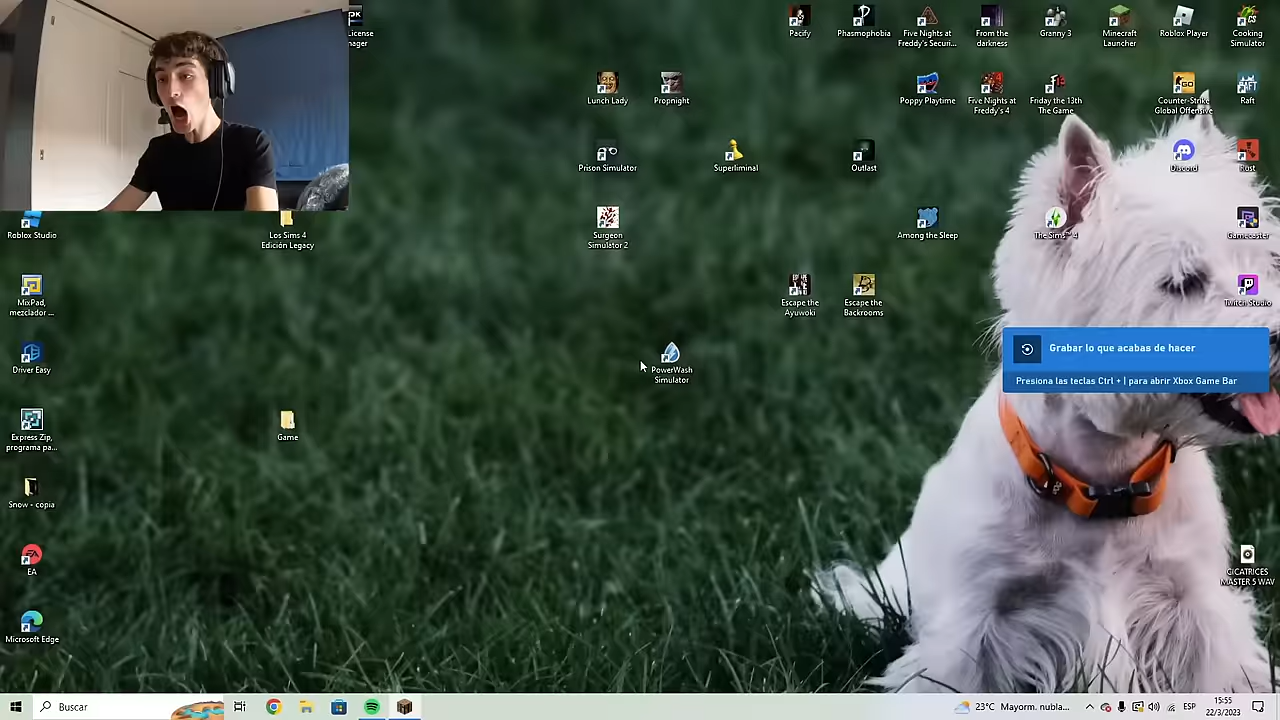 License
nager
Pacify
Phasmophobia
Five Nights at
Freddy's Securi...
From the
darkness
Granny 3
Minecraft
Launcher
Roblox Player
Cooking
Simulator
Lunch Lady
Propnight
Poppy Playtime
Five Nights at
Freddy's 4
Friday the 13th
The Game
Counter-Strike
Global Offensive
Raft
Prison Simulator
Superliminal
Outlast
Discord
Rust
Roblox Studio
Los Sims 4
Edición Legacy
Surgeon
Simulator 2
Among the Sleep
The Sims™ 4
Gamecaster
MixPad,
mezclador ...
Escape the
Ayuwoki
Escape the
Backrooms
Twitch Studio
Driver Easy
PowerWash
Simulator
Grabar lo que acabas de hacer
Presiona las teclas Ctrl + | para abrir Xbox Game Bar
Express Zip,
programa pa...
Game
Snow - copia
EA
CICATRICES
MASTER 5 WAV
Microsoft Edge
Buscar
23°C Mayorm. nubla...
ESP
15:55
22/3/2023